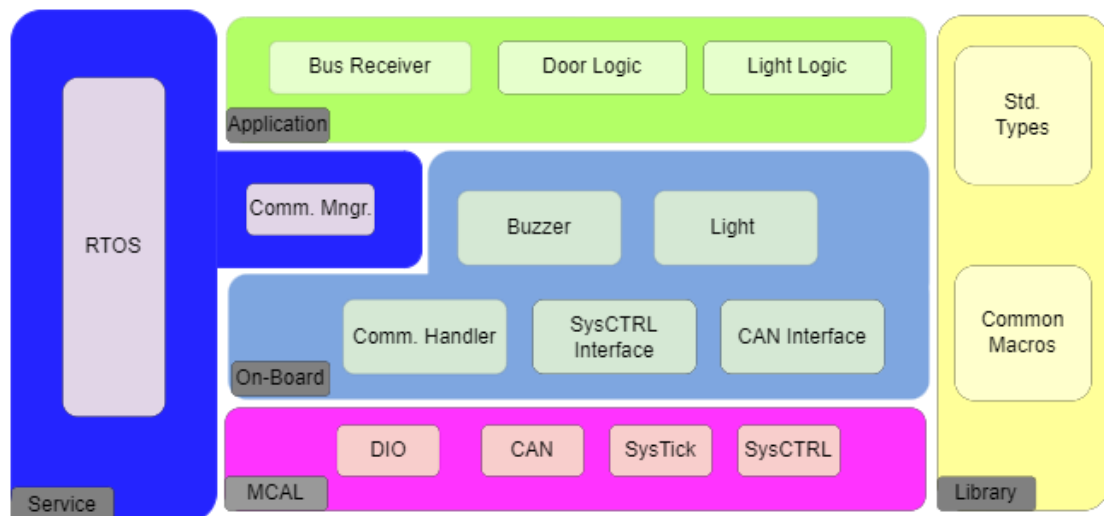 Bus Receiver
Door Logic
Light Logic
Application
RTOS
Comm. Mngr.
Buzzer
Light
Comm. Handler
SysCTRL
Interface
CAN Interface
On-Board
DIO
CAN
SysTick
SysCTRL
MCAL
Service
Std.
Types
Common
Macros
Library